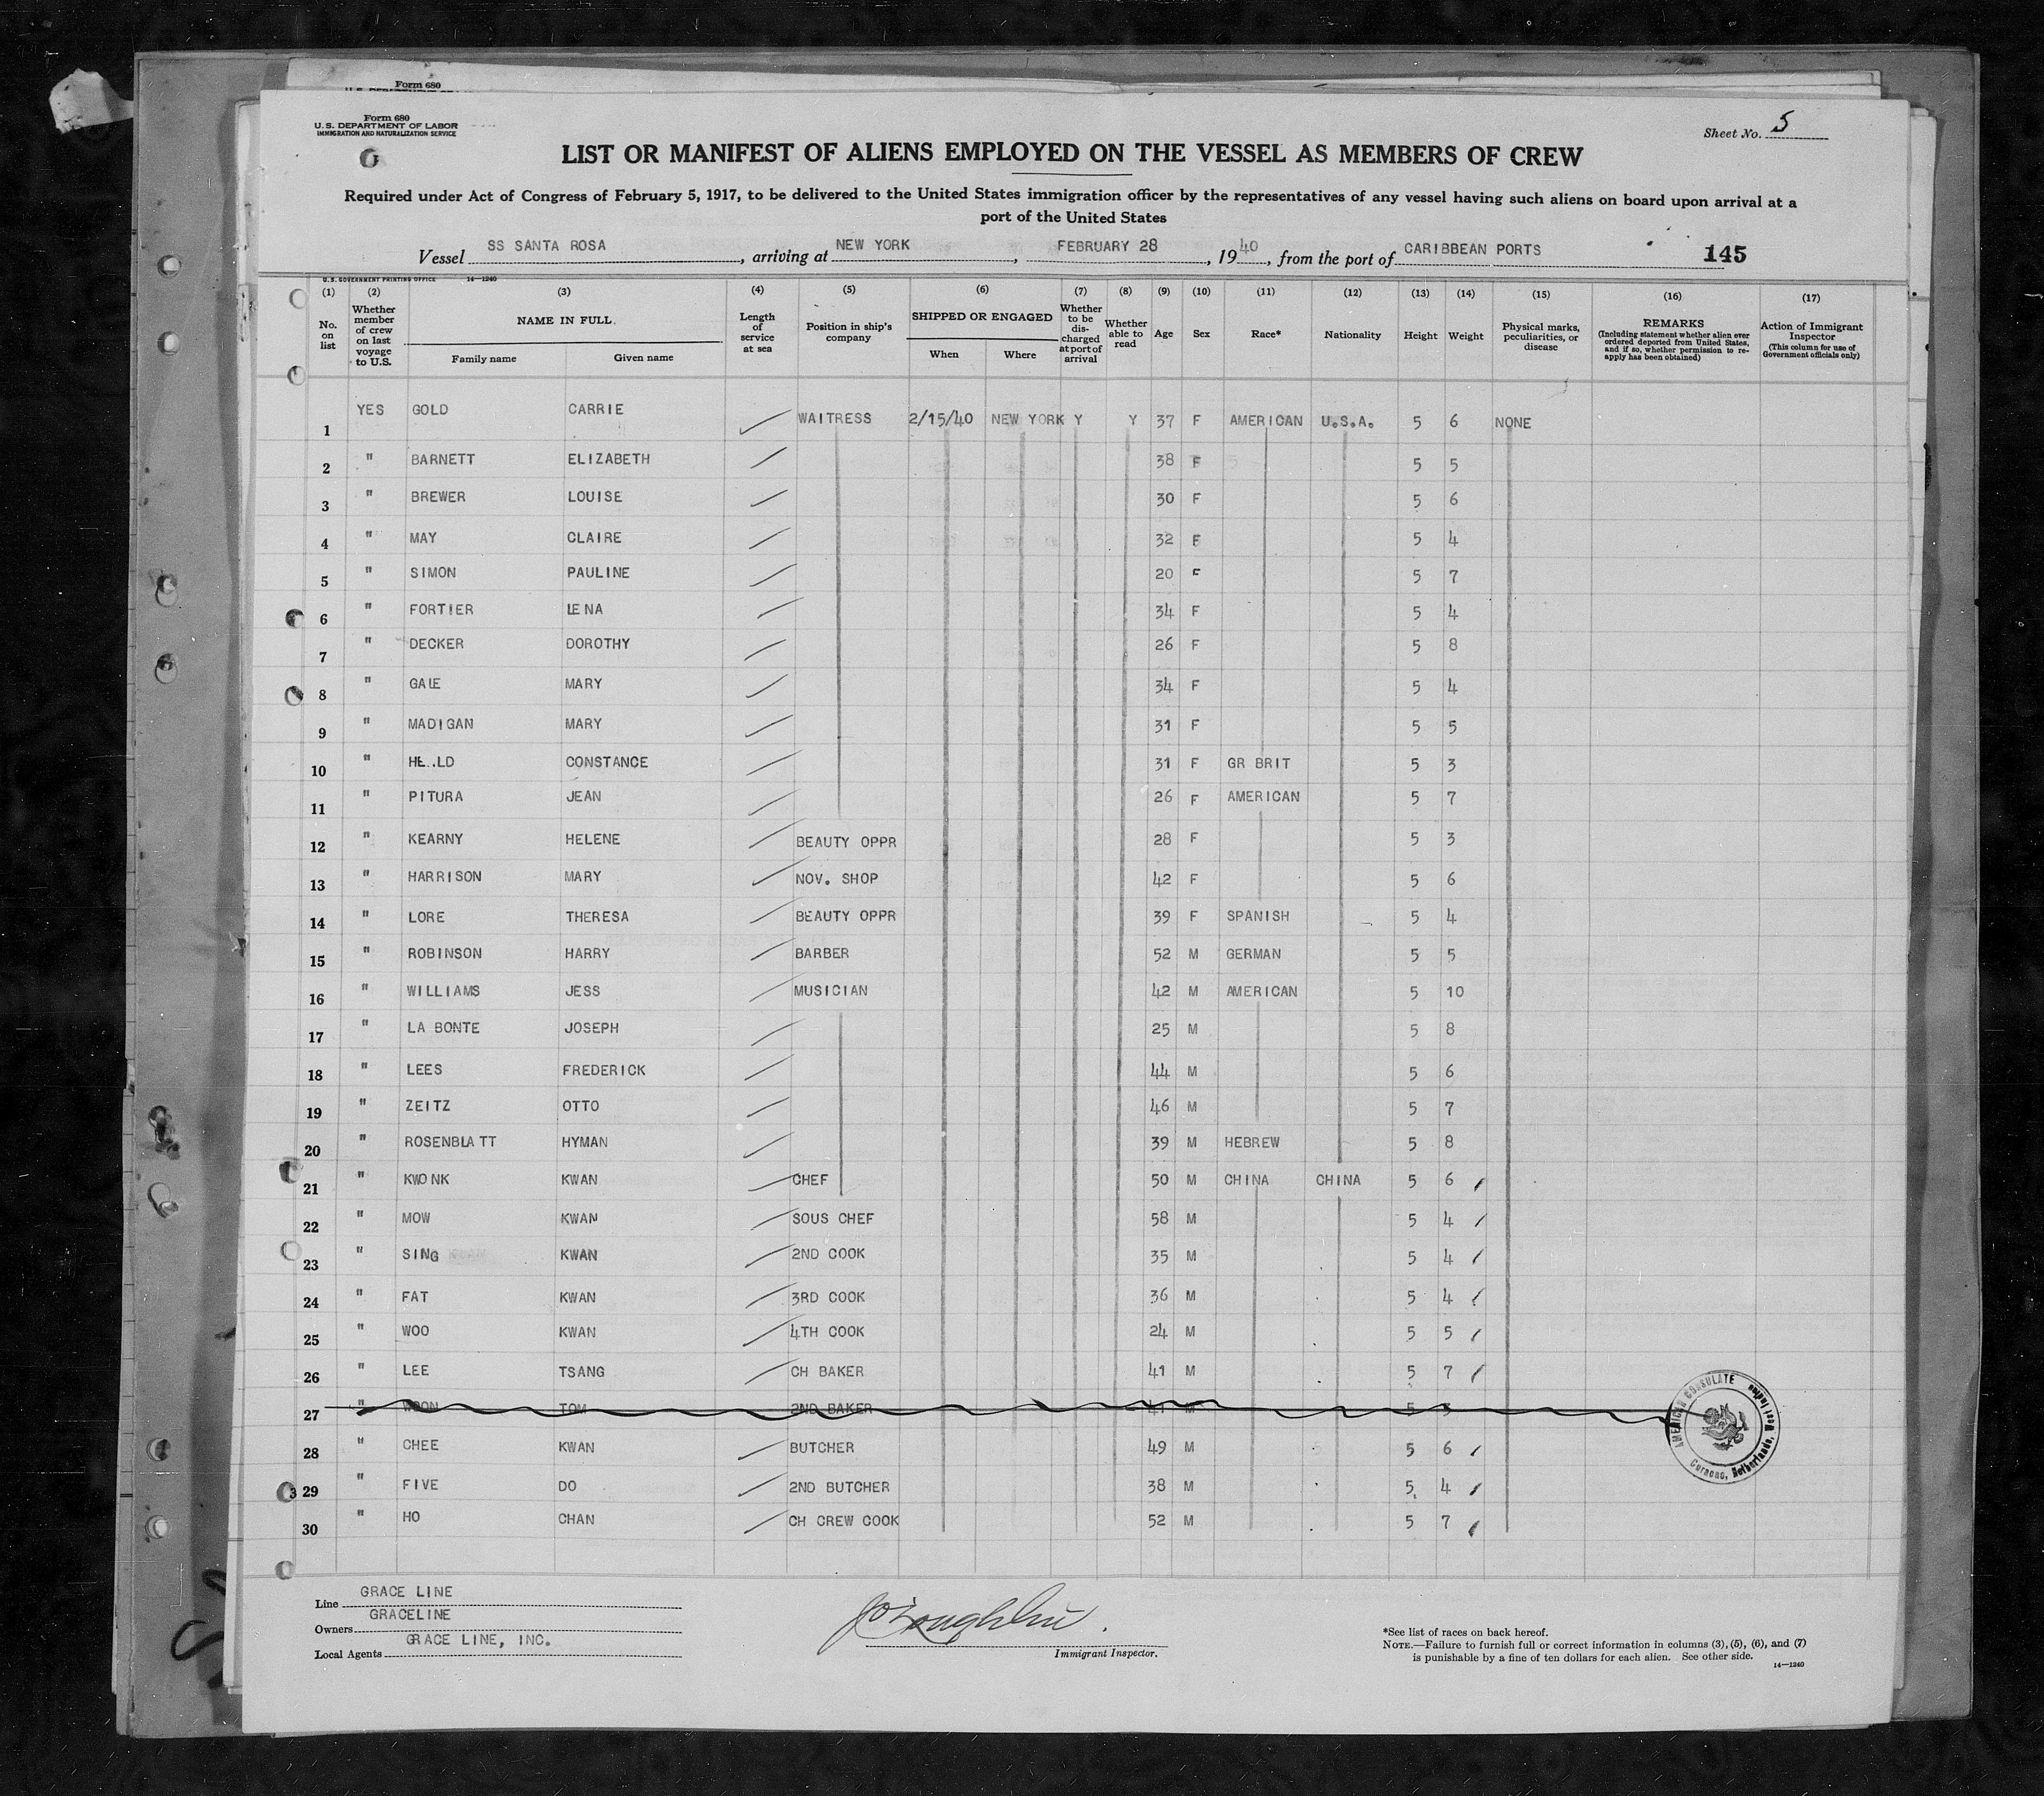 Form 680
Form 680
U. S. DEPARTMENT OF LABOR
IMMIGRATION AND NATURALIZATION SERVICE
Sheet No. 5
LIST OR MANIFEST OF ALIENS EMPLOYED ON THE VESSEL AS MEMBERS OF CREW
Required under Act of Congress of February 5, 1917, to be delivered to the United States immigration officer by the representatives of any vessel having such aliens on board upon arrival at a
port of the United States
Vessel SS SANTA ROSA, arriving at NEW YORK, FEBRUARY 28, 1940, from the port of CARIBBEAN PORTS 145
U. S. GOVERNMENT PRINTING OFFICE 14—1240
(1) (2) (3) (4) (5) (6) (7) (8) (9) (10) (11) (12) (13) (14) (15) (16) (17)
No. on list
Whether member of crew on last voyage to U.S.
NAME IN FULL.
Family name Given name
Length of service at sea
Position in ship's company
SHIPPED OR ENGAGED
When Where
Whether to be discharged at port of arrival
Whether able to read
Age
Sex
Race*
Nationality
Height
Weight
Physical marks, peculiarities, or disease
REMARKS
(Including statement whether alien ever ordered deported from United States, and if so, whether permission to reapply has been obtained)
Action of Immigrant Inspector
(This column for use of Government officials only)
1 YES GOLD CARRIE WAITRESS 2/15/40 NEW YORK Y Y 37 F AMERICAN U.S.A. 5 6 NONE
2 " BARNETT ELIZABETH 38 F 5 5
3 " BREWER LOUISE 30 F 5 6
4 " MAY CLAIRE 32 F 5 4
5 " SIMON PAULINE 20 F 5 7
6 " FORTIER LENA 34 F 5 4
7 " DECKER DOROTHY 26 F 5 8
8 " GALE MARY 34 F 5 4
9 " MADIGAN MARY 31 F 5 5
10 " HE..LD CONSTANCE 31 F GR BRIT 5 3
11 " PITURA JEAN 26 F AMERICAN 5 7
12 " KEARNY HELENE BEAUTY OPPR 28 F 5 3
13 " HARRISON MARY NOV. SHOP 42 F 5 6
14 " LORE THERESA BEAUTY OPPR 39 F SPANISH 5 4
15 " ROBINSON HARRY BARBER 52 M GERMAN 5 5
16 " WILLIAMS JESS MUSICIAN 42 M AMERICAN 5 10
17 " LA BONTE JOSEPH 25 M 5 8
18 " LEES FREDERICK 44 M 5 6
19 " ZEITZ OTTO 46 M 5 7
20 " ROSENBLATT HYMAN 39 M HEBREW 5 8
21 " KWONK KWAN CHEF 50 M CHINA CHINA 5 6
22 " MOW KWAN SOUS CHEF 58 M 5 4
23 " SING KWAN 2ND COOK 35 M 5 4
24 " FAT KWAN 3RD COOK 36 M 5 4
25 " WOO KWAN 4TH COOK 24 M 5 5
26 " LEE TSANG CH BAKER 41 M 5 7
27 " WOON TOM 2ND BAKER 41 M 5 5
28 " CHEE KWAN BUTCHER 49 M 5 6
29 " FIVE DO 2ND BUTCHER 38 M 5 4
30 " HO CHAN CH CREW COOK 52 M 5 7
AMERICAN CONSULATE
Curacao, Netherlands, West Indies
Line GRACE LINE
Owners GRACELINE
Local Agents GRACE LINE, INC.
Immigrant Inspector.
*See list of races on back hereof.
NOTE.—Failure to furnish full or correct information in columns (3), (5), (6), and (7)
is punishable by a fine of ten dollars for each alien. See other side.
14—1240